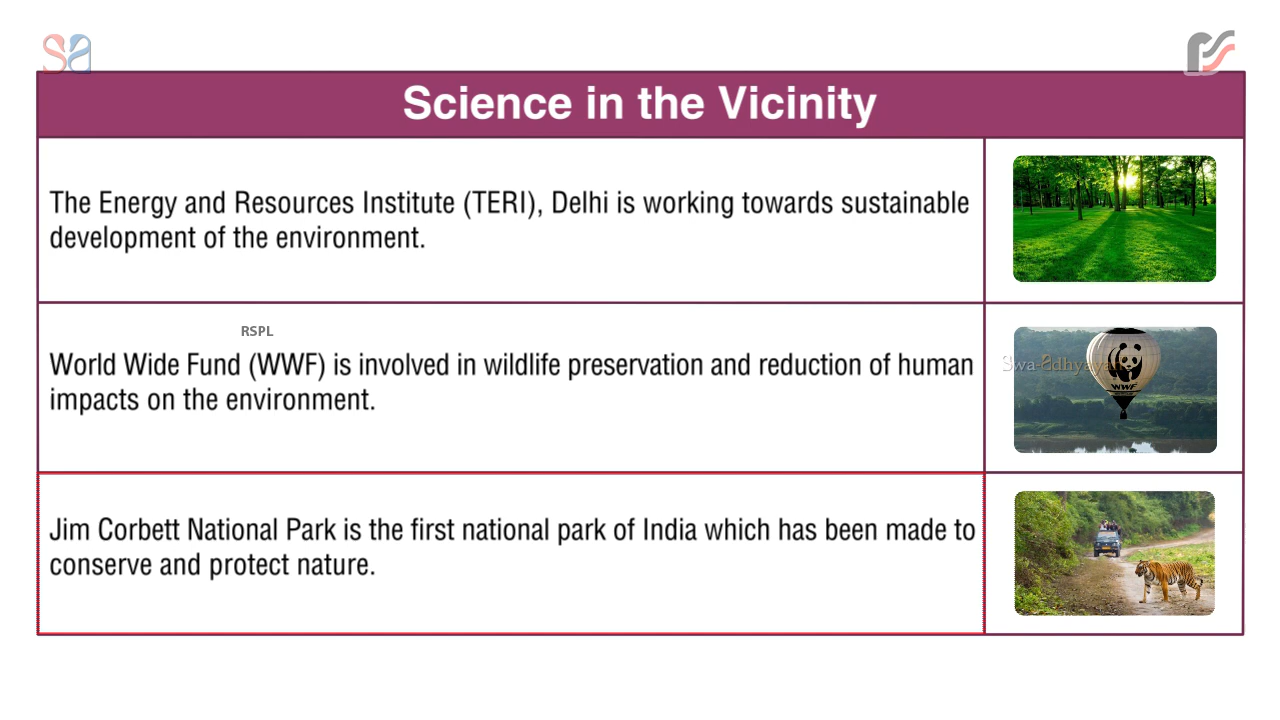 Sa
Science in the Vicinity
The Energy and Resources Institute (TERI), Delhi is working towards sustainable
development of the environment.
RSPL
World Wide Fund (WWF) is involved in wildlife preservation and reduction of human
impacts on the environment.
Swa-adhyayan
WWF
Jim Corbett National Park is the first national park of India which has been made to
conserve and protect nature.